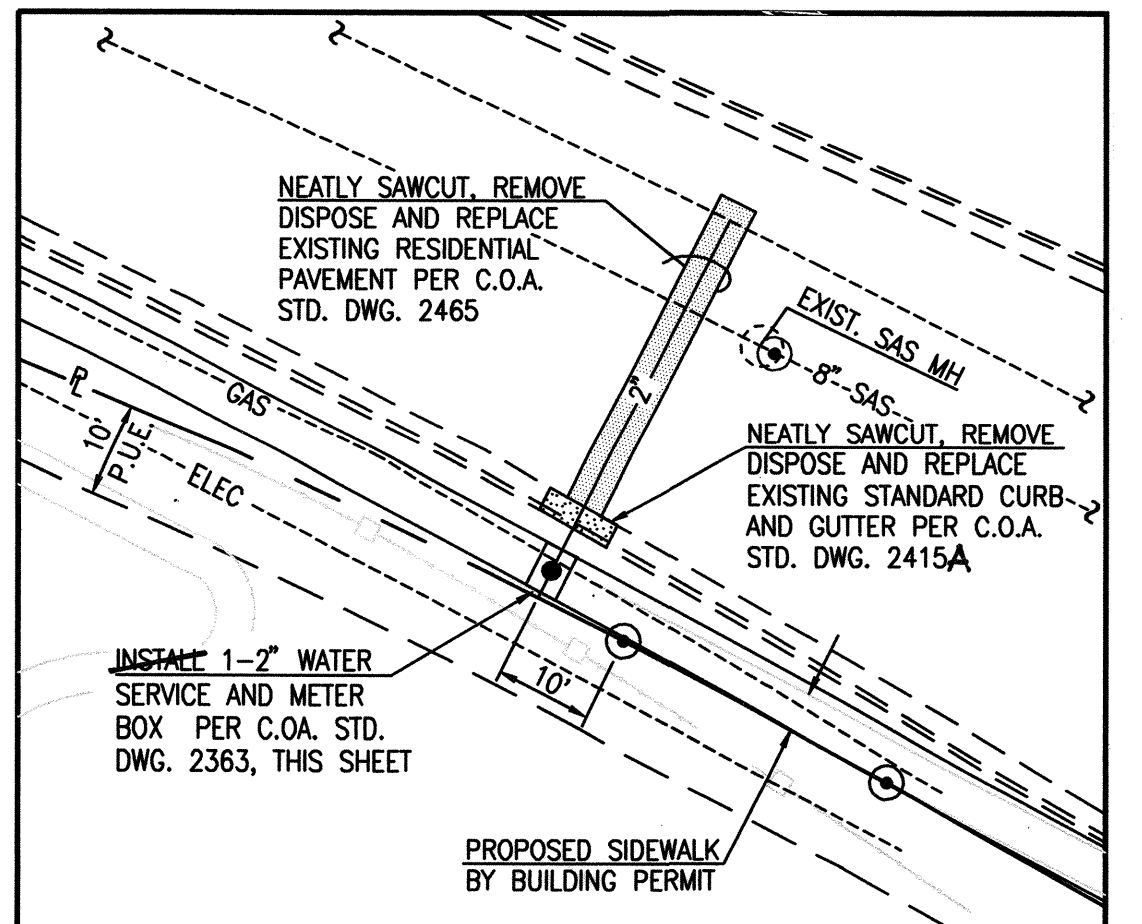 NEATLY SAWCUT, REMOVE
DISPOSE AND REPLACE
EXISTING RESIDENTIAL
PAVEMENT PER C.O.A.
STD. DWG. 2465
EXIST. SAS MH
8" SAS
2"
GAS
PL
10'
P.U.E.
ELEC
NEATLY SAWCUT, REMOVE
DISPOSE AND REPLACE
EXISTING STANDARD CURB
AND GUTTER PER C.O.A.
STD. DWG. 2415A
INSTALL 1-2" WATER
SERVICE AND METER
BOX PER C.OA. STD.
DWG. 2363, THIS SHEET
10'
PROPOSED SIDEWALK
BY BUILDING PERMIT